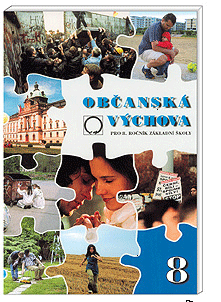 OBČANSKÁ
VÝCHOVA
PRO 8. ROČNÍK ZÁKLADNÍ ŠKOLY
8